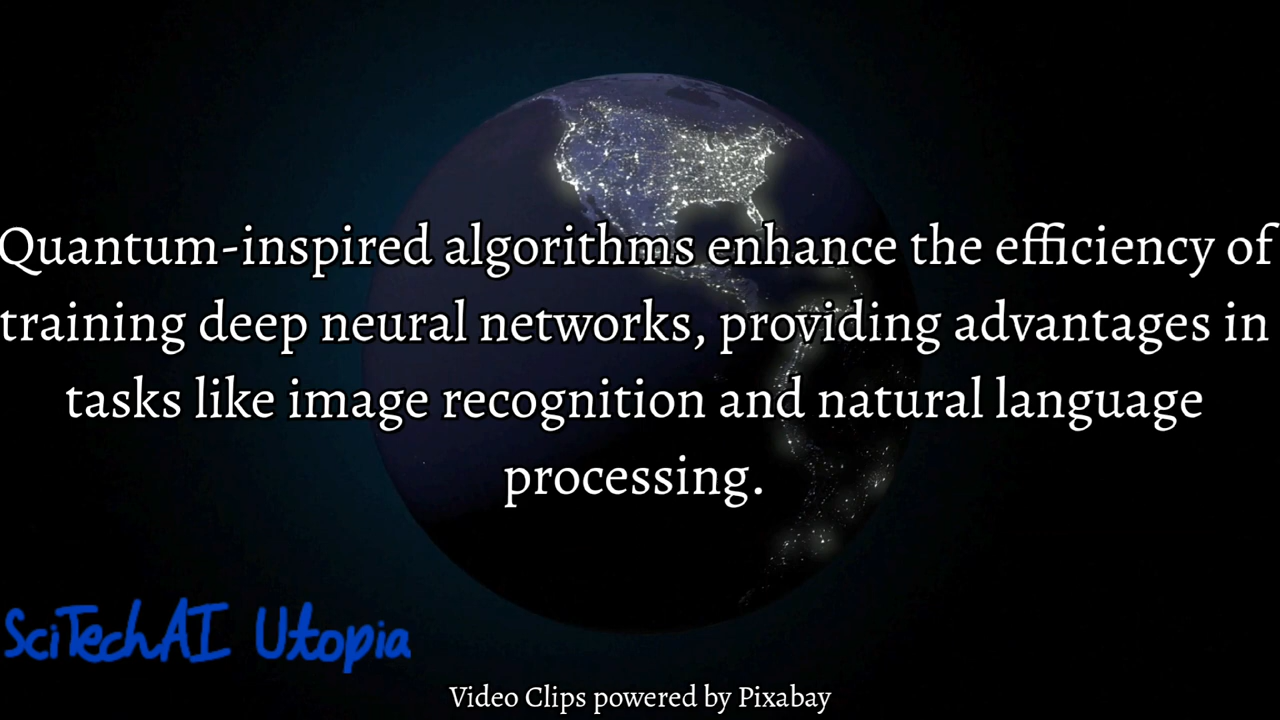 Quantum-inspired algorithms enhance the efficiency of
training deep neural networks, providing advantages in
tasks like image recognition and natural language
processing.
SciTechAI Utopia
Video Clips powered by Pixabay